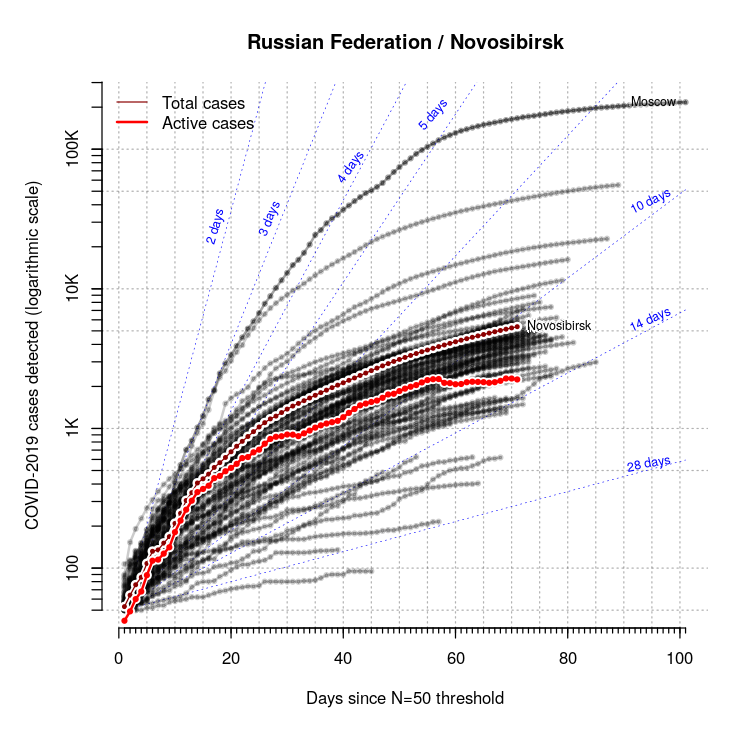 Russian Federation / Novosibirsk
Total cases
Active cases
Moscow
Novosibirsk
2 days
3 days
4 days
5 days
10 days
14 days
28 days
COVID-2019 cases detected (logarithmic scale)
100K
10K
1K
100
0 20 40 60 80 100
Days since N=50 threshold